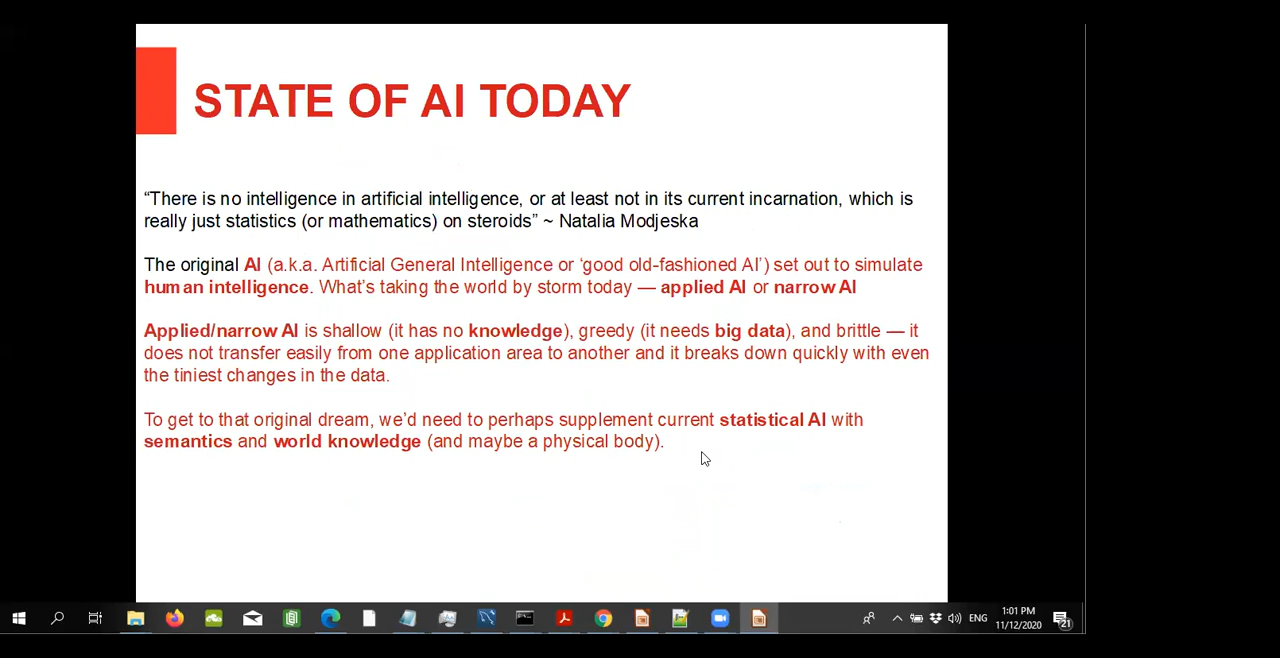 STATE OF AI TODAY
“There is no intelligence in artificial intelligence, or at least not in its current incarnation, which is
really just statistics (or mathematics) on steroids” ~ Natalia Modjeska
The original AI (a.k.a. Artificial General Intelligence or ‘good old-fashioned AI’) set out to simulate
human intelligence. What’s taking the world by storm today — applied AI or narrow AI
Applied/narrow AI is shallow (it has no knowledge), greedy (it needs big data), and brittle — it
does not transfer easily from one application area to another and it breaks down quickly with even
the tiniest changes in the data.
To get to that original dream, we’d need to perhaps supplement current statistical AI with
semantics and world knowledge (and maybe a physical body).
ENG
1:01 PM
11/12/2020
21